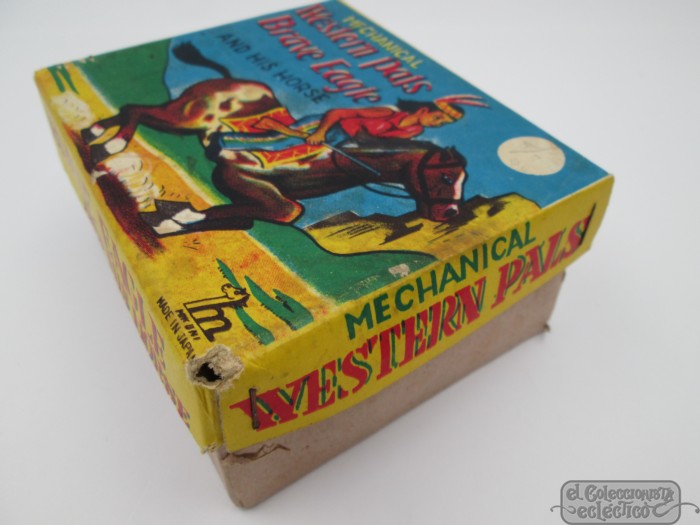 MECHANICAL
Western Pals
Brave Eagle
AND HIS HORSE
MADE IN JAPAN
MECHANICAL
WESTERN PALS
el Coleccionista
ecléctico